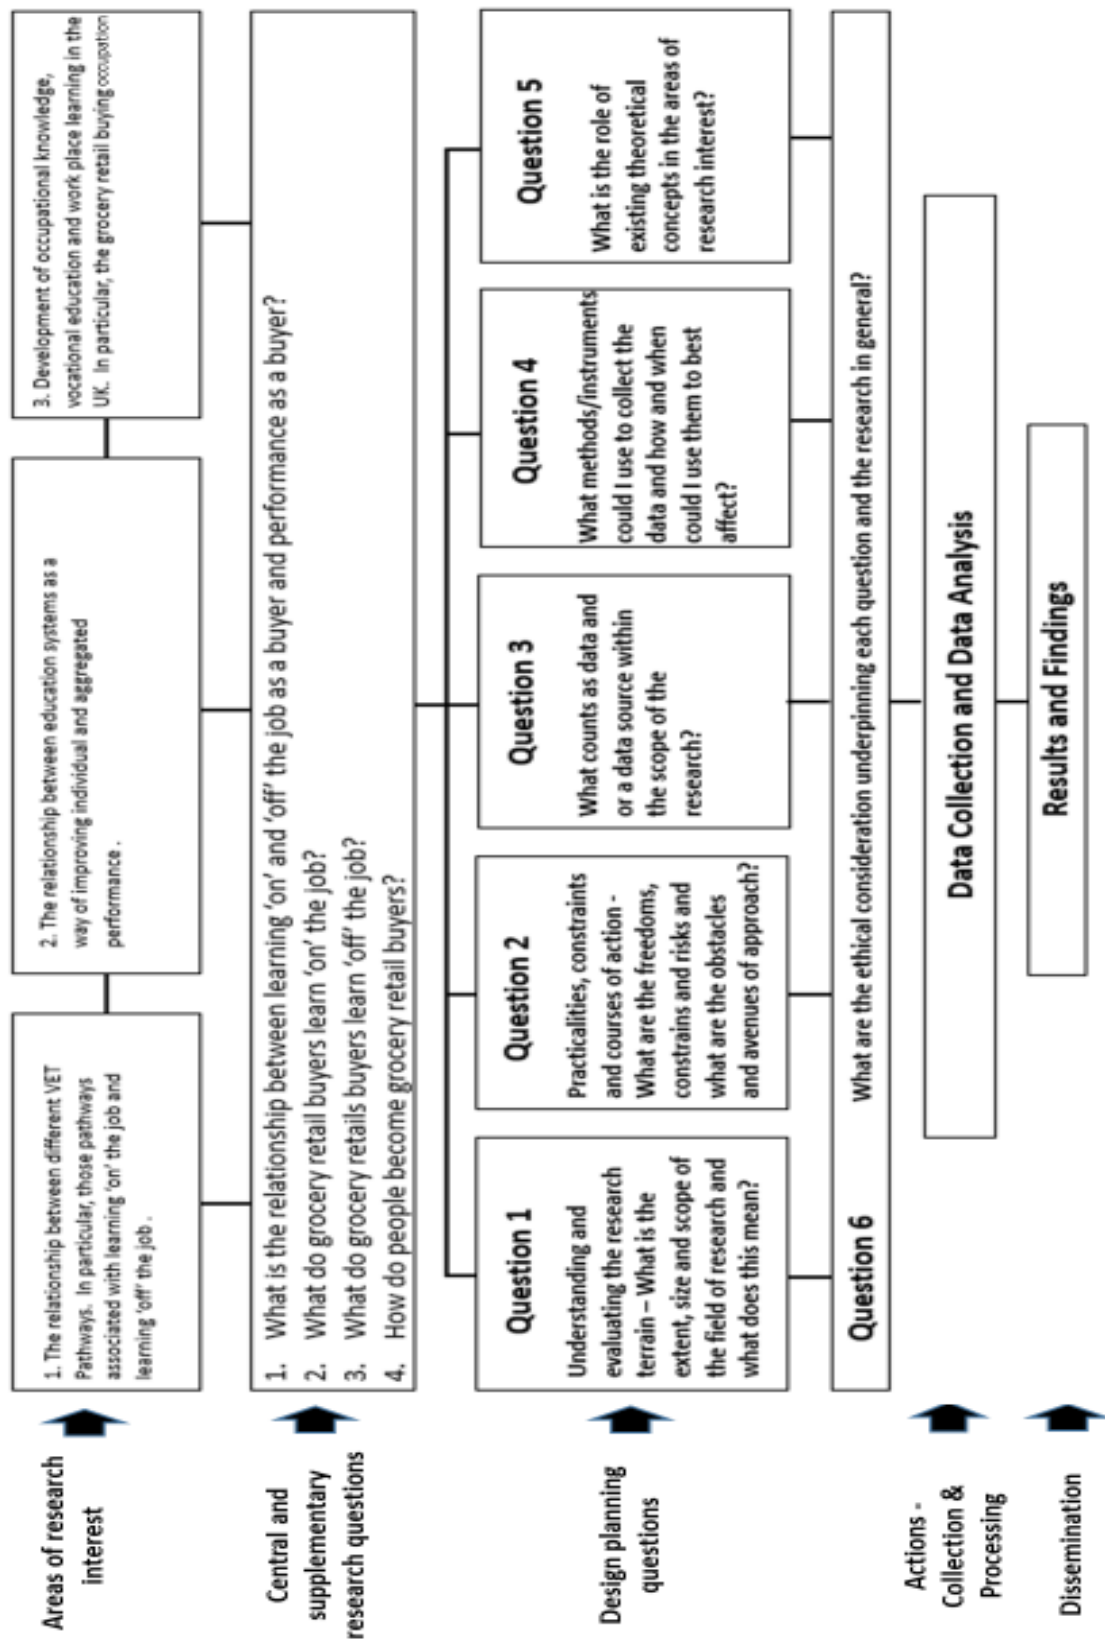 Areas of research
interest
1. The relationship between different VET
Pathways. In particular, those pathways
associated with learning 'on' the job and
learning 'off' the job .
2. The relationship between education systems as a
way of improving individual and aggregated
performance .
3. Development of occupational knowledge,
vocational education and work place learning in the
UK. In particular, the grocery retail buying occupation
Central and
supplementary
research questions
1. What is the relationship between learning 'on' and 'off' the job as a buyer and performance as a buyer?
2. What do grocery retail buyers learn 'on' the job?
3. What do grocery retails buyers learn 'off' the job?
4. How do people become grocery retail buyers?
Design planning
questions
Question 1
Understanding and
evaluating the research
terrain – What is the
extent, size and scope of
the field of research and
what does this mean?
Question 2
Practicalities, constraints
and courses of action -
What are the freedoms,
constrains and risks and
what are the obstacles
and avenues of approach?
Question 3
What counts as data and
or a data source within
the scope of the
research?
Question 4
What methods/instruments
could I use to collect the
data and how and when
could I use them to best
affect?
Question 5
What is the role of
existing theoretical
concepts in the areas of
research interest?
Question 6
What are the ethical consideration underpinning each question and the research in general?
Actions -
Collection &
Processing
Data Collection and Data Analysis
Dissemination
Results and Findings